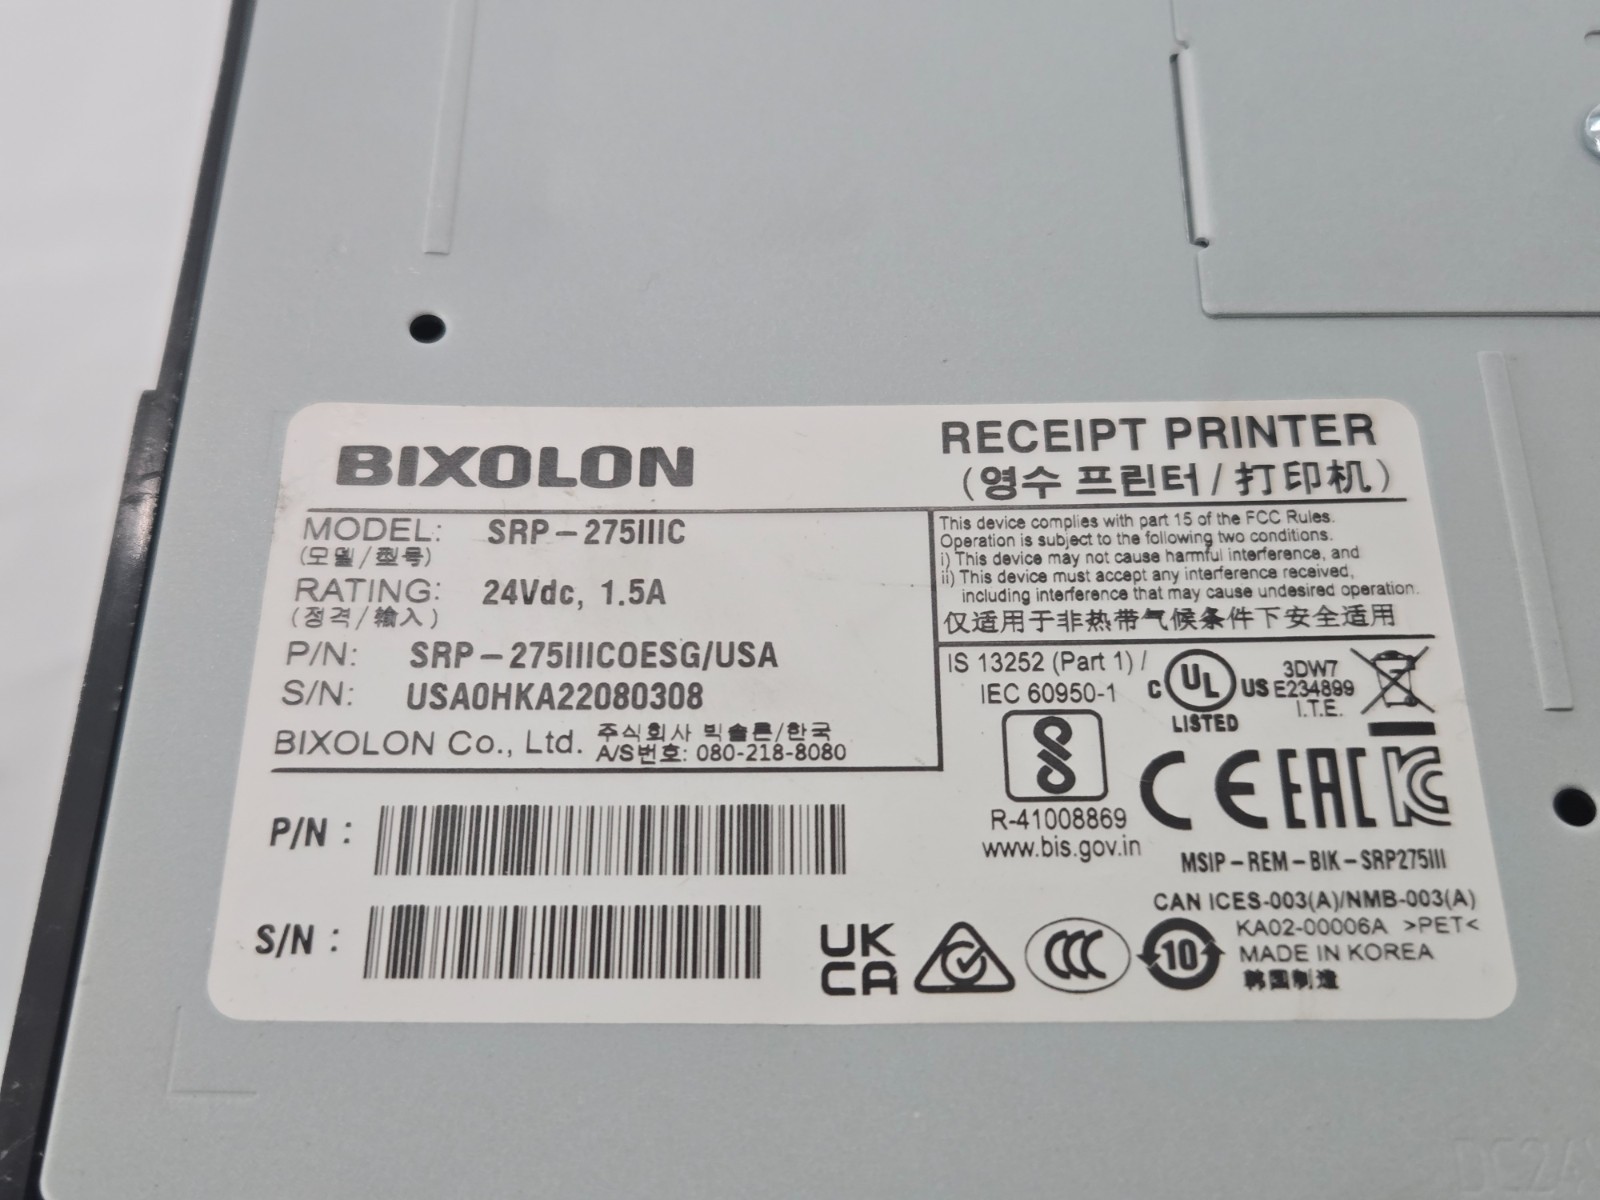 BIXOLON
RECEIPT PRINTER
(영수 프린터/打印机)
MODEL: SRP-275IIIC
(모델/型号)
RATING: 24Vdc, 1.5A
(정격/输入)
P/N: SRP-275IIICOESG/USA
S/N: USA0HKA22080308
BIXOLON Co., Ltd. 주식회사 빅솔론/한국
A/S번호: 080-218-8080
This device complies with part 15 of the FCC Rules.
Operation is subject to the following two conditions.
i) This device may not cause harmful interference, and
ii) This device must accept any interference received,
including interference that may cause undesired operation.
仅适用于非热带气候条件下安全适用
IS 13252 (Part 1) /
IEC 60950-1
R-41008869
www.bis.gov.in
C UL US
LISTED
3DW7
E234899
I.T.E.
CE EAC KC
MSIP-REM-BIK-SRP275III
P/N :
S/N :
UK
CA
CCC
10
CAN ICES-003(A)/NMB-003(A)
KA02-00006A >PET<
MADE IN KOREA
韩国制造